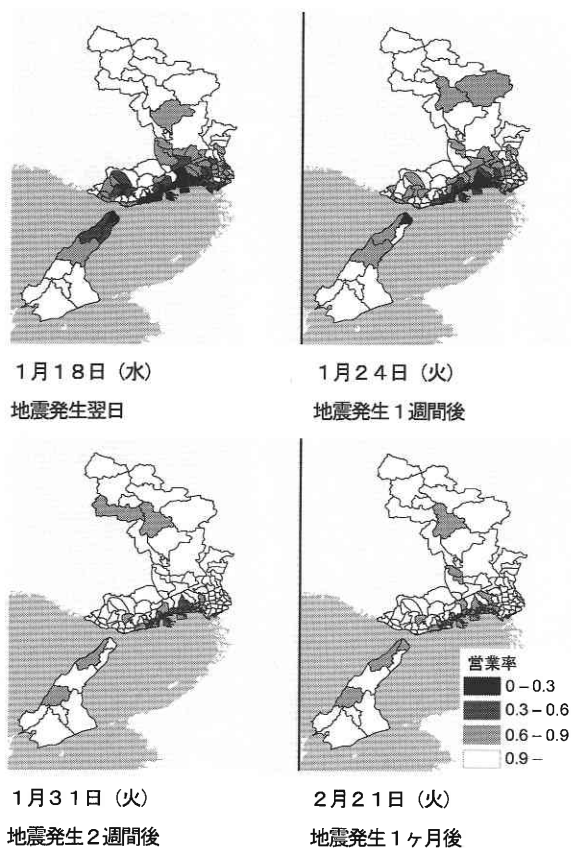 1月18日（水）
地震発生翌日
1月24日（火）
地震発生１週間後
営業率
0－0.3
0.3－0.6
0.6－0.9
0.9－
1月31日（火）
地震発生２週間後
2月21日（火）
地震発生１ヶ月後